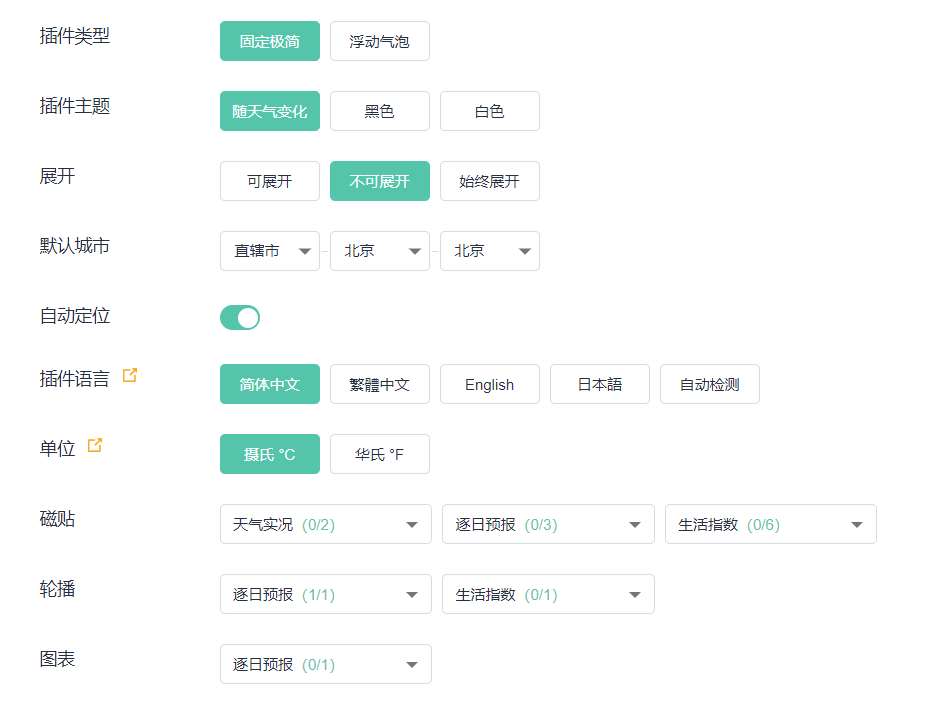 插件类型 固定极简 浮动气泡
插件主题 随天气变化 黑色 白色
展开 可展开 不可展开 始终展开
默认城市 直辖市 - 北京 - 北京
自动定位
插件语言 简体中文 繁體中文 English 日本語 自动检测
单位 摄氏 °C 华氏 °F
磁贴 天气实况 (0/2) 逐日预报 (0/3) 生活指数 (0/6)
轮播 逐日预报 (1/1) 生活指数 (0/1)
图表 逐日预报 (0/1)